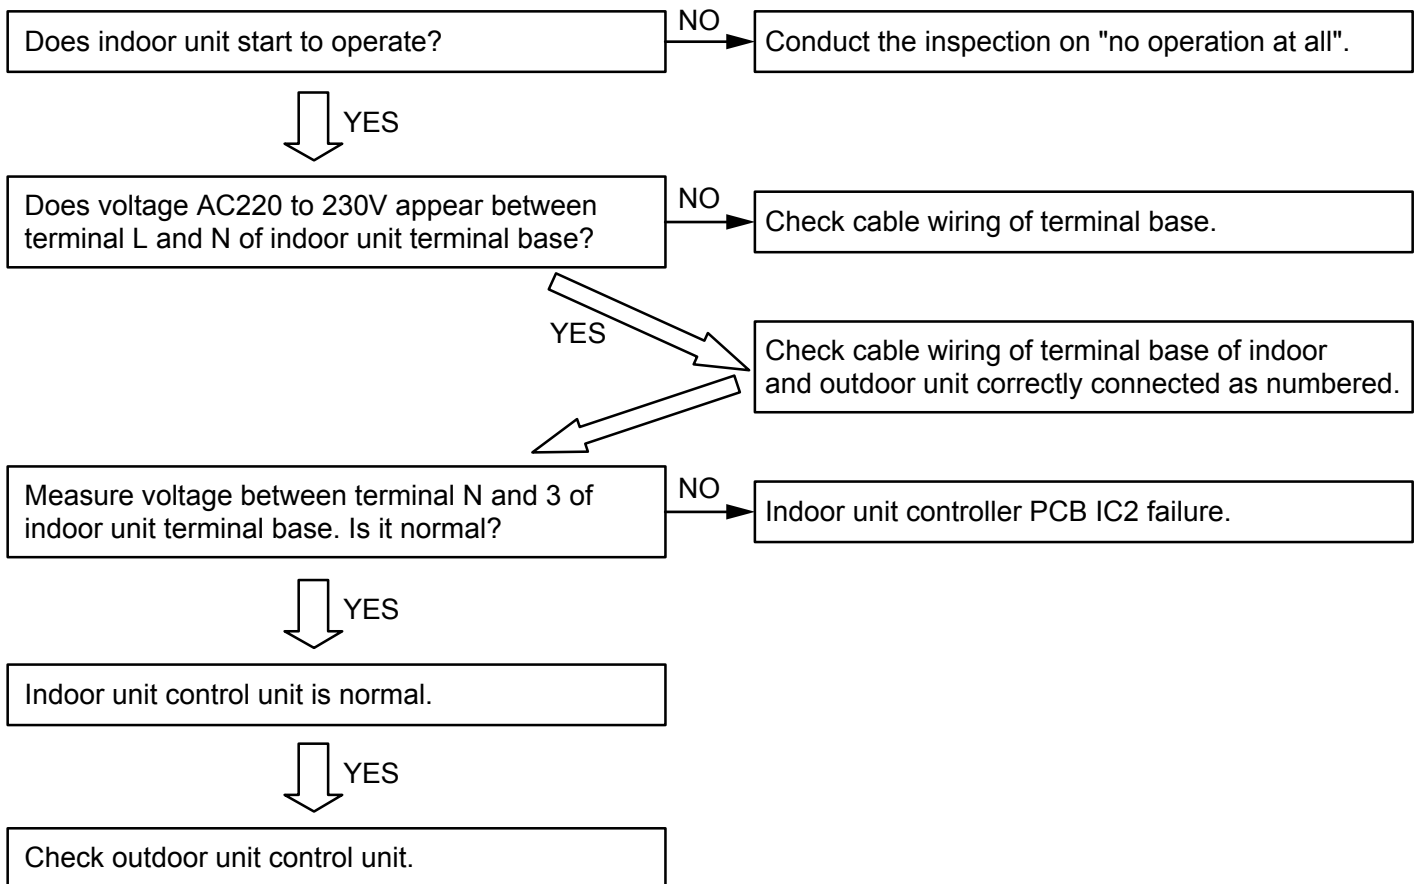 Does indoor unit start to operate?
NO
Conduct the inspection on "no operation at all".
YES
Does voltage AC220 to 230V appear between
terminal L and N of indoor unit terminal base?
NO
Check cable wiring of terminal base.
YES
Check cable wiring of terminal base of indoor
and outdoor unit correctly connected as numbered.
Measure voltage between terminal N and 3 of
indoor unit terminal base. Is it normal?
NO
Indoor unit controller PCB IC2 failure.
YES
Indoor unit control unit is normal.
YES
Check outdoor unit control unit.